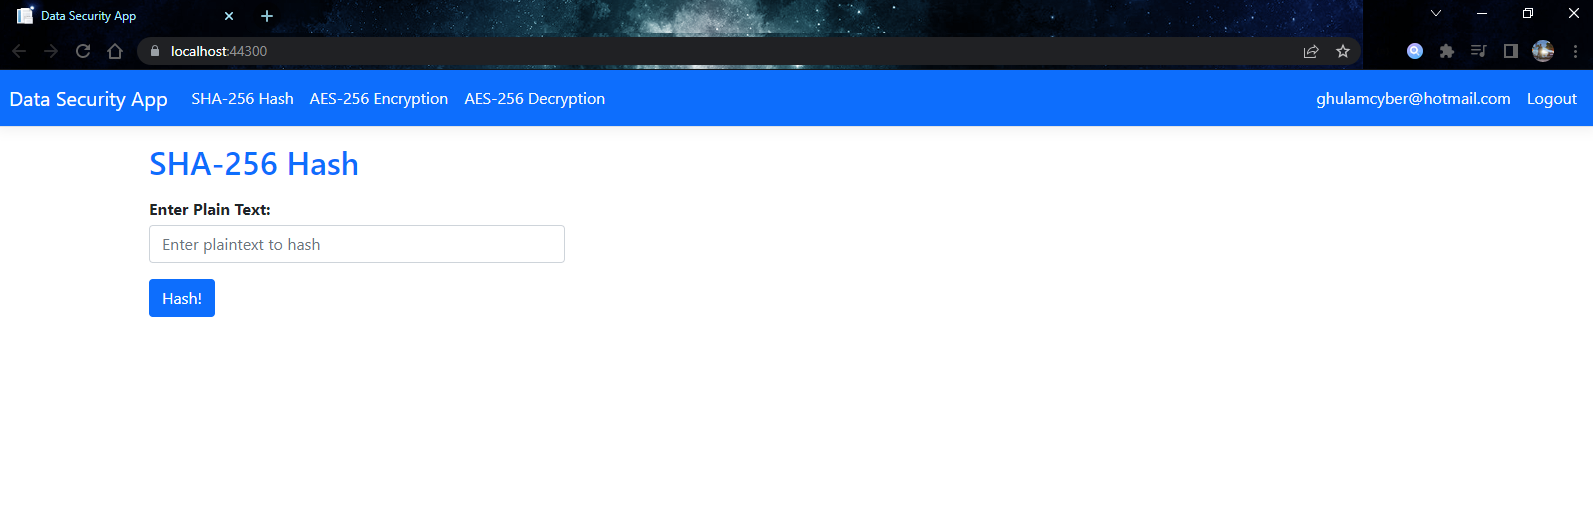 Data Security App
localhost:44300
Data Security App SHA-256 Hash AES-256 Encryption AES-256 Decryption ghulamcyber@hotmail.com Logout
SHA-256 Hash
Enter Plain Text:
Enter plaintext to hash
Hash!